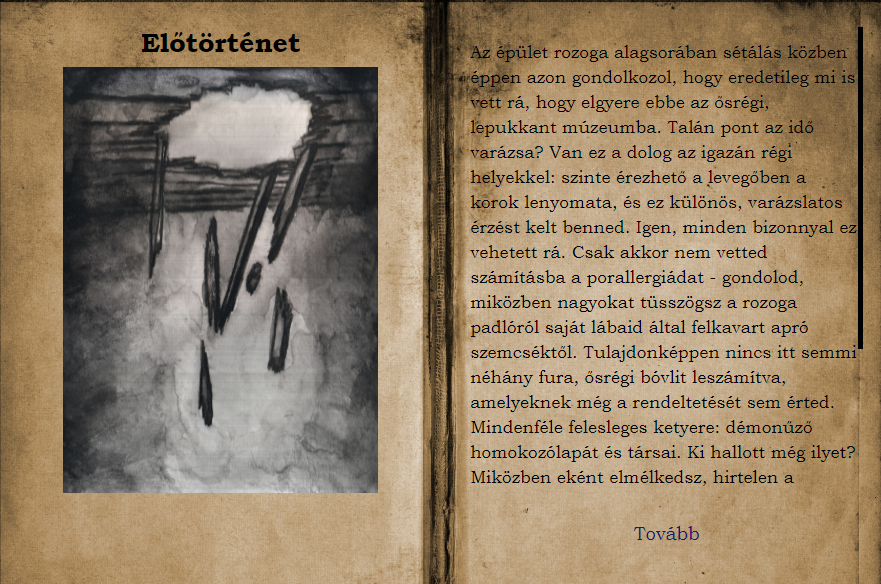 Előtörténet
Az épület rozoga alagsorában sétálás közben
éppen azon gondolkozol, hogy eredetileg mi is
vett rá, hogy elgyere ebbe az ősrégi,
lepukkant múzeumba. Talán pont az idő
varázsa? Van ez a dolog az igazán régi
helyekkel: szinte érezhető a levegőben a
korok lenyomata, és ez különös, varázslatos
érzést kelt benned. Igen, minden bizonnyal ez
vehetett rá. Csak akkor nem vetted
számításba a porallergiádat - gondolod,
miközben nagyokat tüsszögsz a rozoga
padlóról saját lábaid által felkavart apró
szemcséktől. Tulajdonképpen nincs itt semmi
néhány fura, ősrégi bóvlit leszámítva,
amelyeknek még a rendeltetését sem érted.
Mindenféle felesleges ketyere: démonűző
homokozólapát és társai. Ki hallott még ilyet?
Miközben eként elmélkedsz, hirtelen a
Tovább